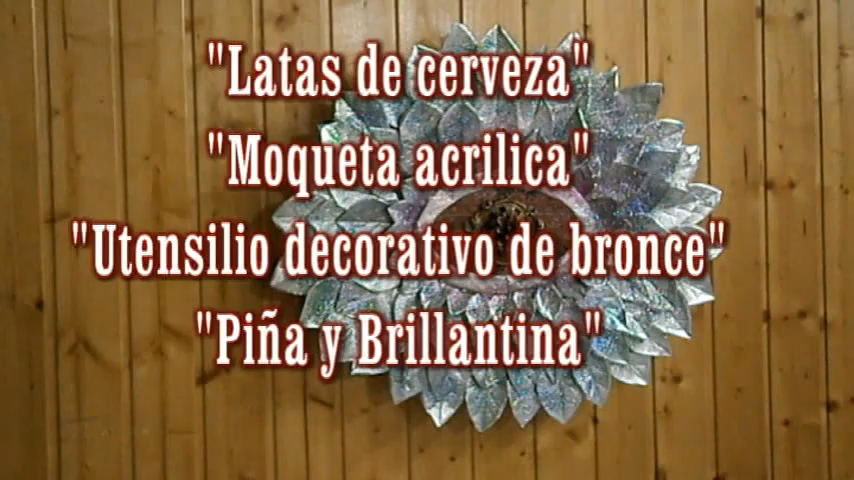 "Latas de cerveza"
"Moqueta acrilica"
"Utensilio decorativo de bronce"
"Piña y Brillantina"